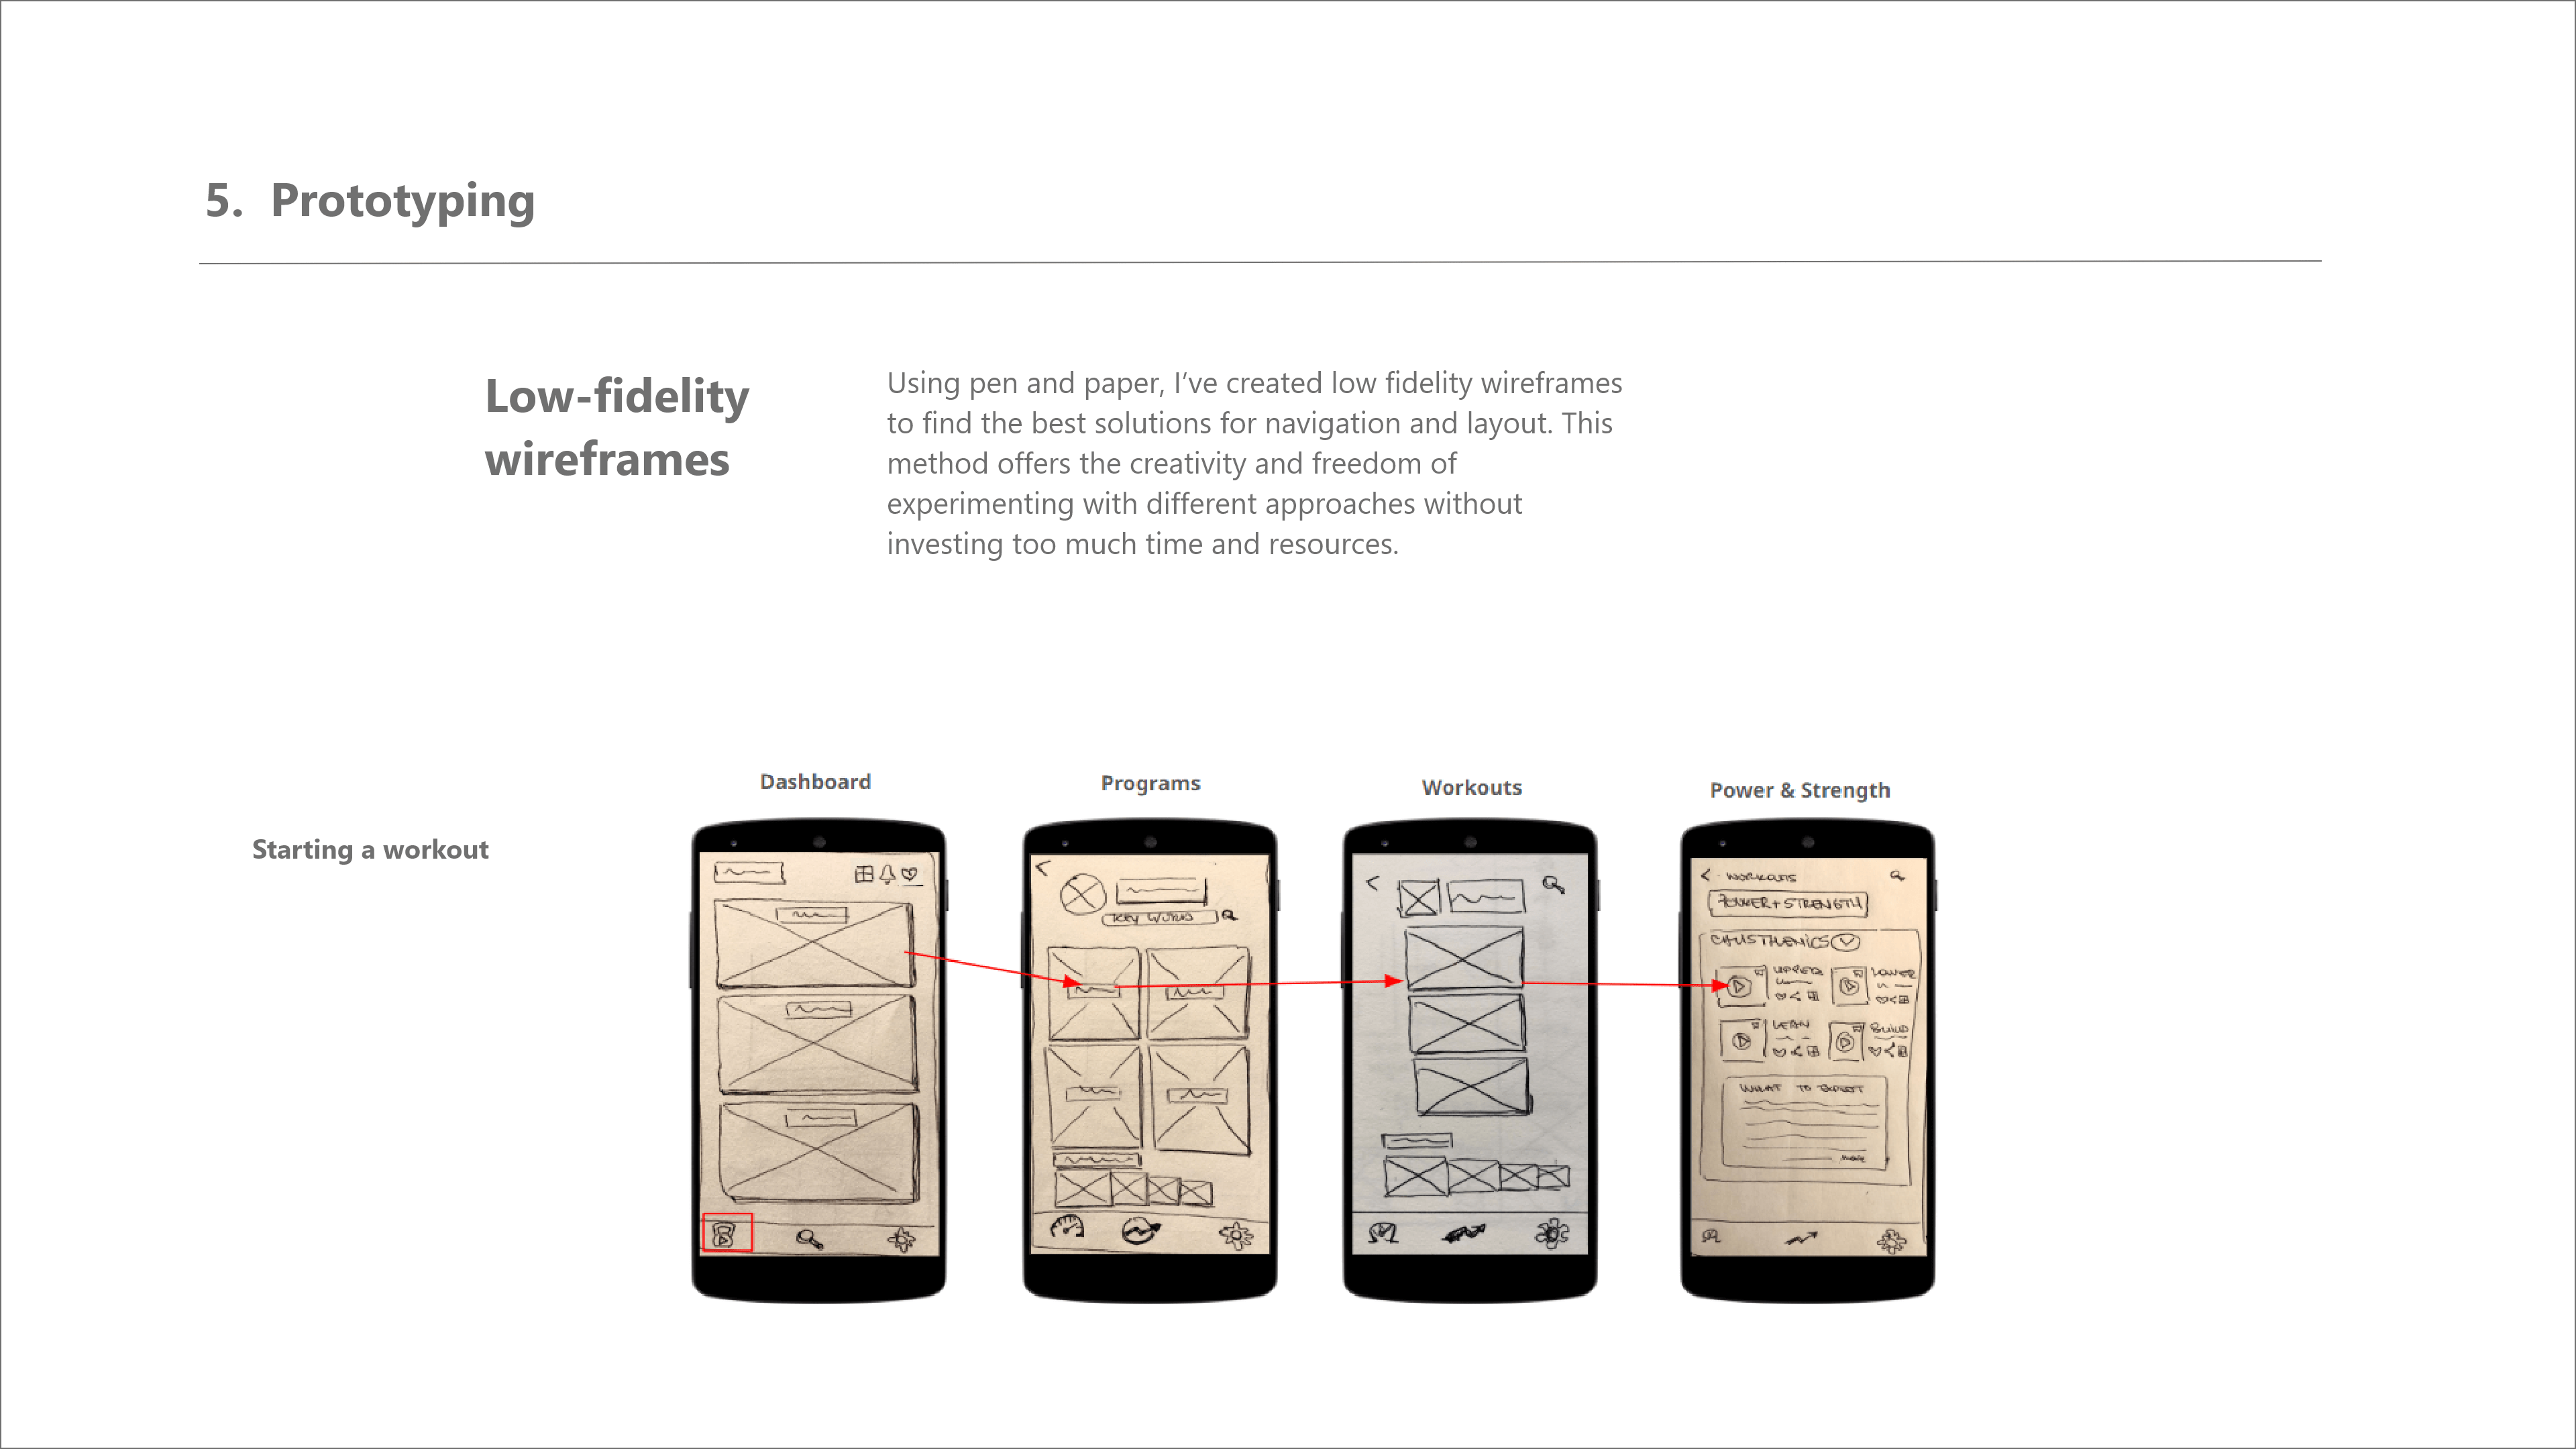 5. Prototyping
Low-fidelity
wireframes
Using pen and paper, I’ve created low fidelity wireframes
to find the best solutions for navigation and layout. This
method offers the creativity and freedom of
experimenting with different approaches without
investing too much time and resources.
Starting a workout
Dashboard
Programs
Workouts
Power & Strength
KEY WORDS
WORKOUTS
POWER + STRENGTH
UPPER
LOWER
LEAN
BUILD
WHAT TO EXPECT
more